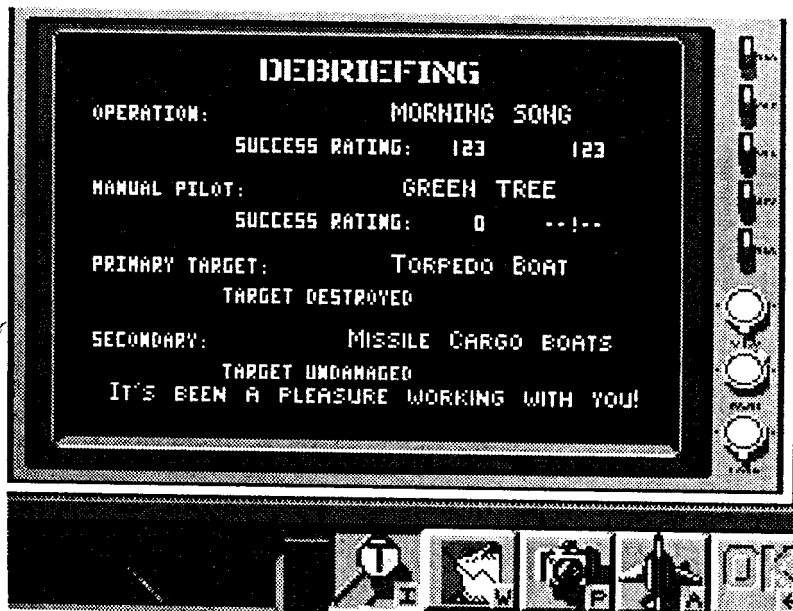 DEBRIEFING
OPERATION: MORNING SONG
SUCCESS RATING: 123 123
MANUAL PILOT: GREEN TREE
SUCCESS RATING: 0 --!--
PRIMARY TARGET: TORPEDO BOAT
TARGET DESTROYED
SECONDARY: MISSILE CARGO BOATS
TARGET UNDAMAGED
IT'S BEEN A PLEASURE WORKING WITH YOU!
T
I W P A